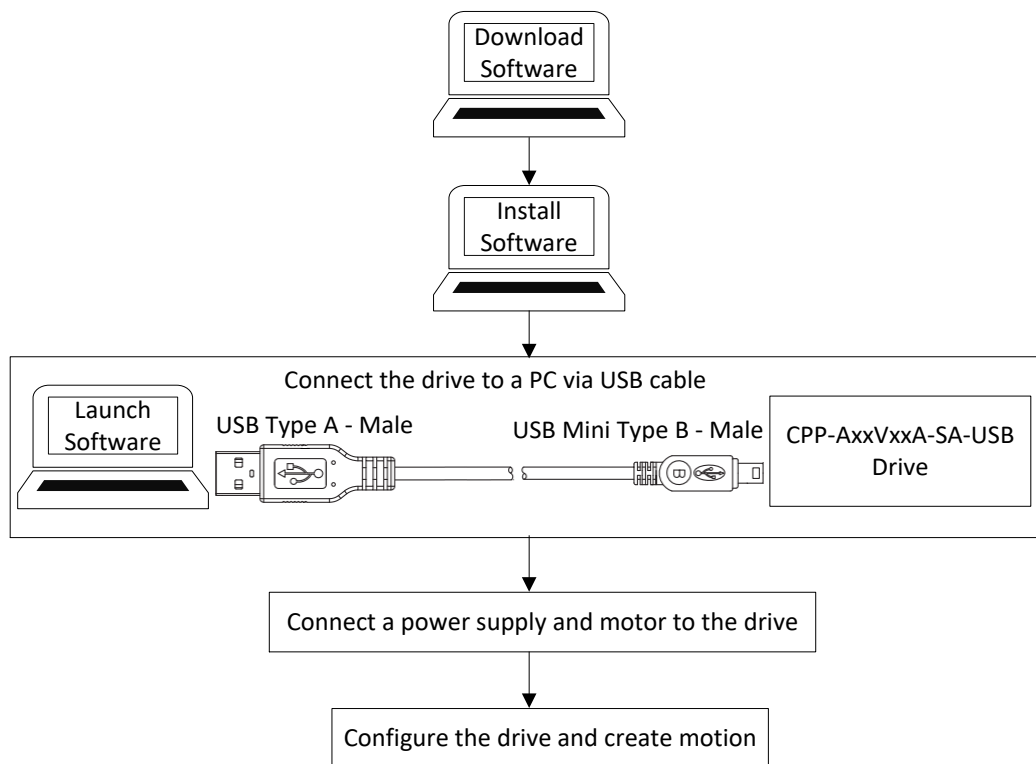 Download
Software
Install
Software
Connect the drive to a PC via USB cable
Launch
Software
USB Type A - Male
USB Mini Type B - Male
B
CPP-AxxVxxA-SA-USB
Drive
Connect a power supply and motor to the drive
Configure the drive and create motion